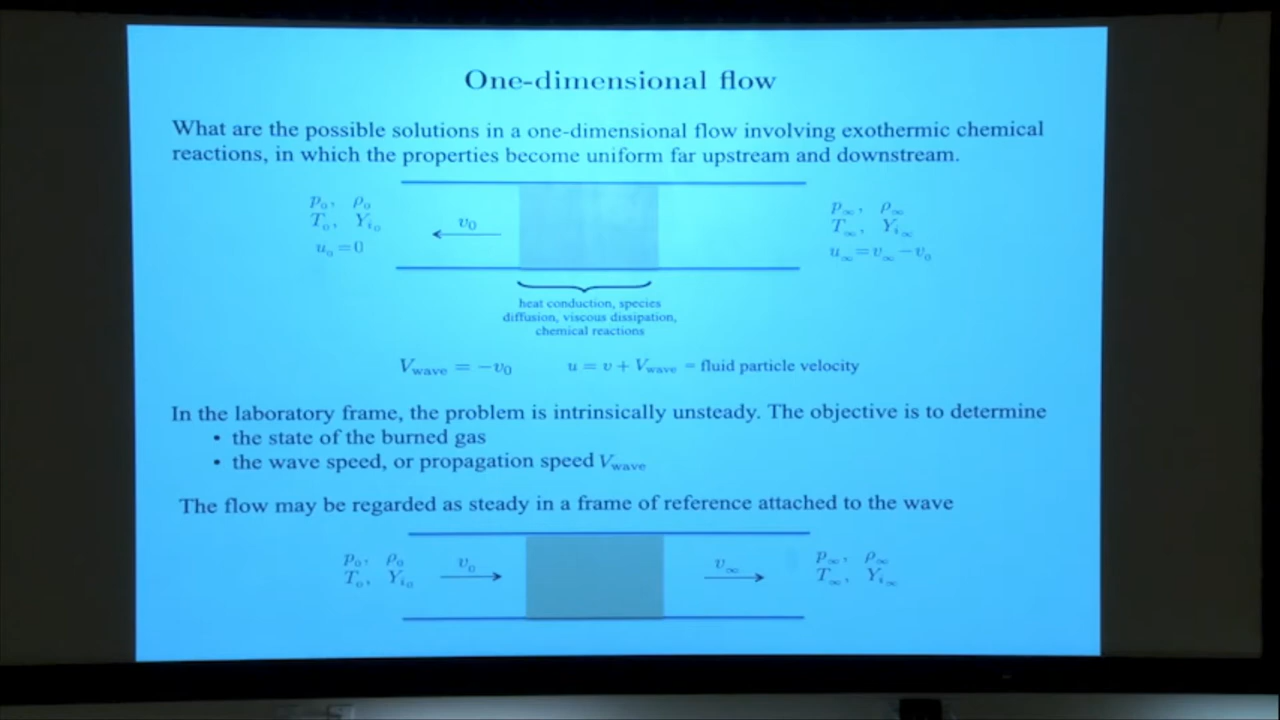 One-dimensional flow
What are the possible solutions in a one-dimensional flow involving exothermic chemical
reactions, in which the properties become uniform far upstream and downstream.
p₀, ρ₀
T₀, Yᵢ₀
u₀ = 0
v₀
p∞, ρ∞
T∞, Yᵢ∞
u∞ = v∞ − v₀
heat conduction, species
diffusion, viscous dissipation,
chemical reactions
V_wave = −v₀ u = v + V_wave = fluid particle velocity
In the laboratory frame, the problem is intrinsically unsteady. The objective is to determine
• the state of the burned gas
• the wave speed, or propagation speed V_wave
The flow may be regarded as steady in a frame of reference attached to the wave
p₀, ρ₀
T₀, Yᵢ₀
v₀
v∞
p∞, ρ∞
T∞, Yᵢ∞